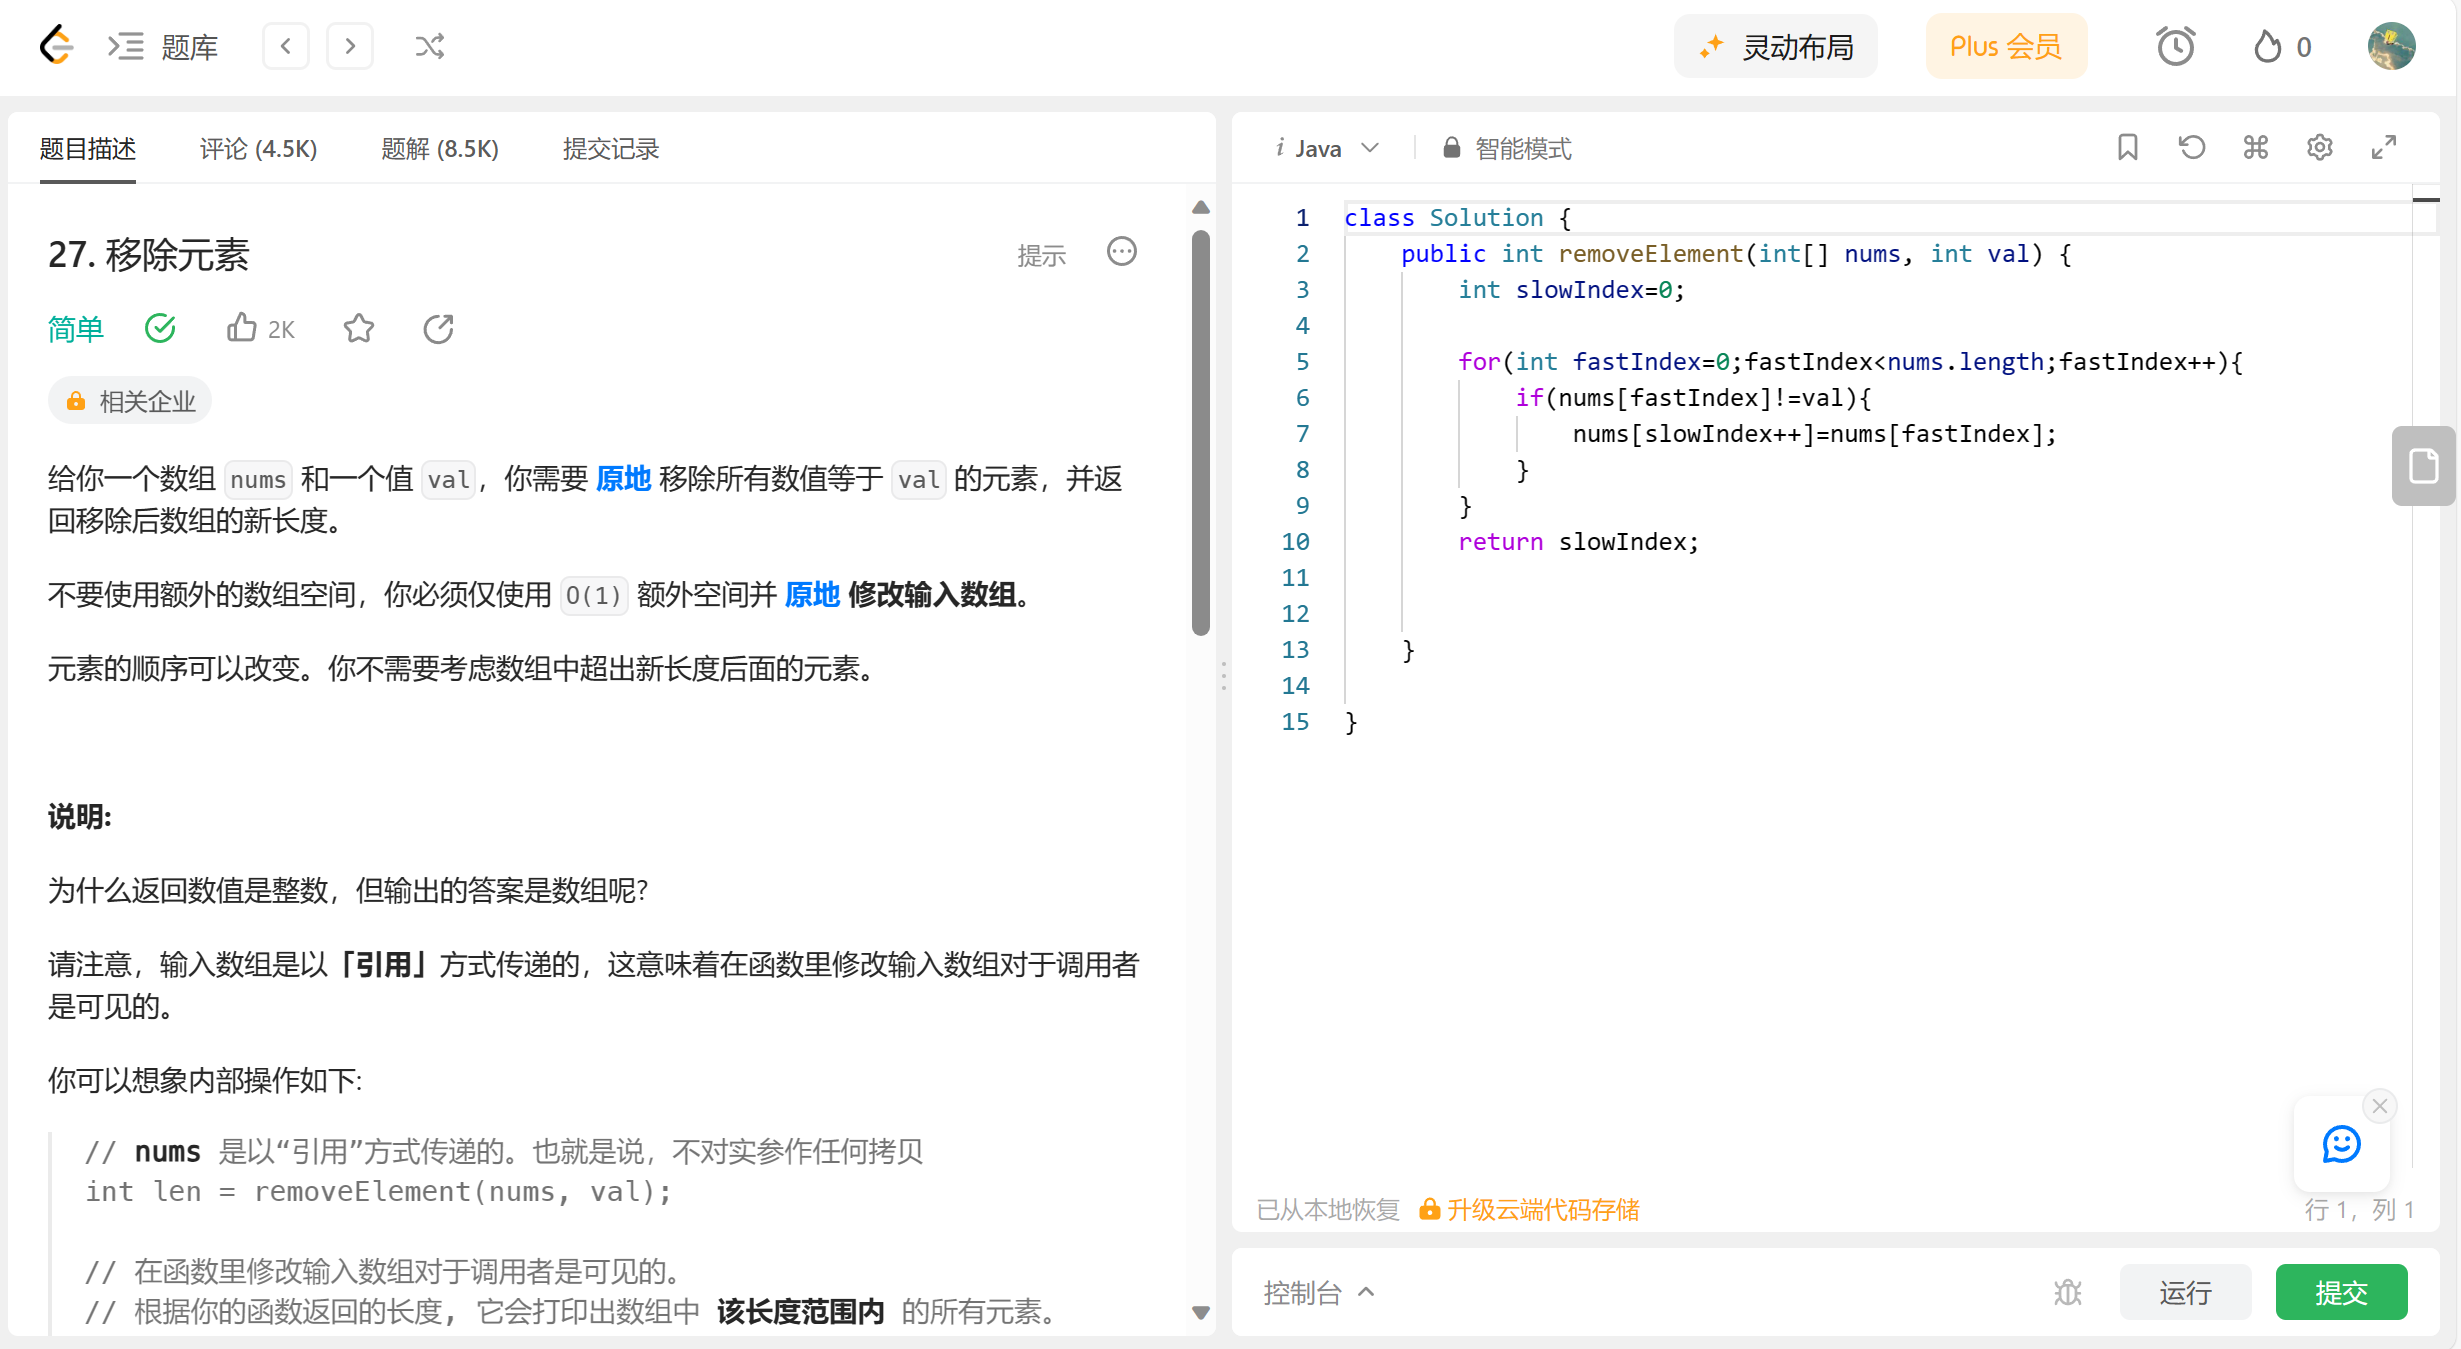 题库
灵动布局
Plus 会员
0
题目描述
评论 (4.5K)
题解 (8.5K)
提交记录
27. 移除元素
提示
简单
2K
相关企业
给你一个数组 nums 和一个值 val，你需要 原地 移除所有数值等于 val 的元素，并返
回移除后数组的新长度。
不要使用额外的数组空间，你必须仅使用 O(1) 额外空间并 原地 修改输入数组。
元素的顺序可以改变。你不需要考虑数组中超出新长度后面的元素。
说明:
为什么返回数值是整数，但输出的答案是数组呢?
请注意，输入数组是以「引用」方式传递的，这意味着在函数里修改输入数组对于调用者
是可见的。
你可以想象内部操作如下:
// nums 是以“引用”方式传递的。也就是说，不对实参作任何拷贝
int len = removeElement(nums, val);
// 在函数里修改输入数组对于调用者是可见的。
// 根据你的函数返回的长度, 它会打印出数组中 该长度范围内 的所有元素。
i Java
智能模式
1 class Solution {
2     public int removeElement(int[] nums, int val) {
3         int slowIndex=0;
4
5         for(int fastIndex=0;fastIndex<nums.length;fastIndex++){
6             if(nums[fastIndex]!=val){
7                 nums[slowIndex++]=nums[fastIndex];
8             }
9         }
10         return slowIndex;
11
12
13     }
14
15 }
已从本地恢复
升级云端代码存储
行 1，列 1
控制台
运行
提交